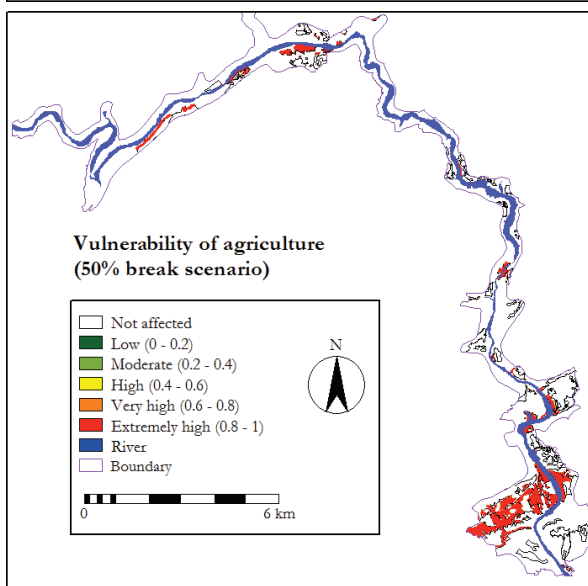 Vulnerability of agriculture
(50% break scenario)
Not affected
Low (0 - 0.2)
Moderate (0.2 - 0.4)
High (0.4 - 0.6)
Very high (0.6 - 0.8)
Extremely high (0.8 - 1)
River
Boundary
N
0 6 km